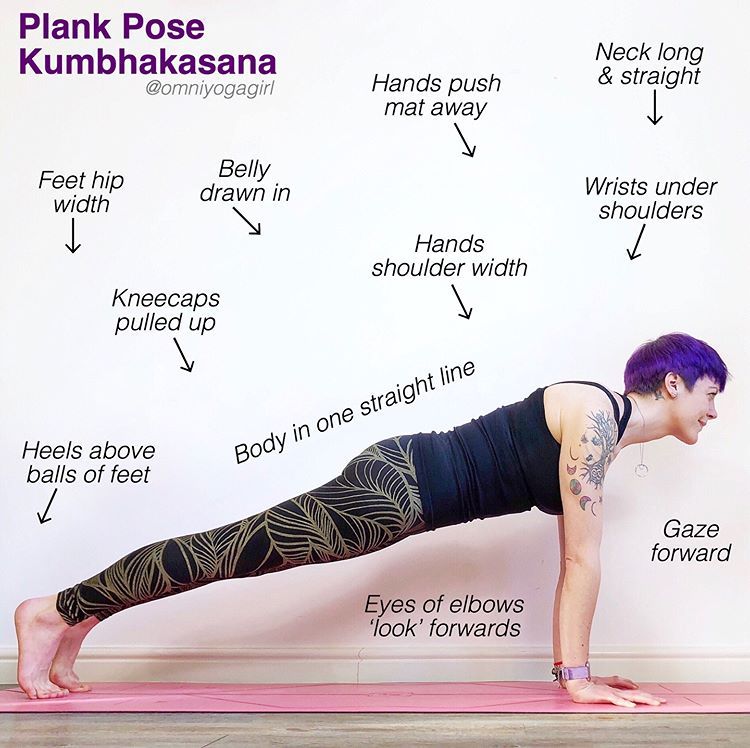 Plank Pose
Kumbhakasana
@omniyogagirl
Neck long
& straight
Hands push
mat away
Belly
drawn in
Feet hip
width
Wrists under
shoulders
Hands
shoulder width
Kneecaps
pulled up
Body in one straight line
Heels above
balls of feet
Gaze
forward
Eyes of elbows
‘look’ forwards